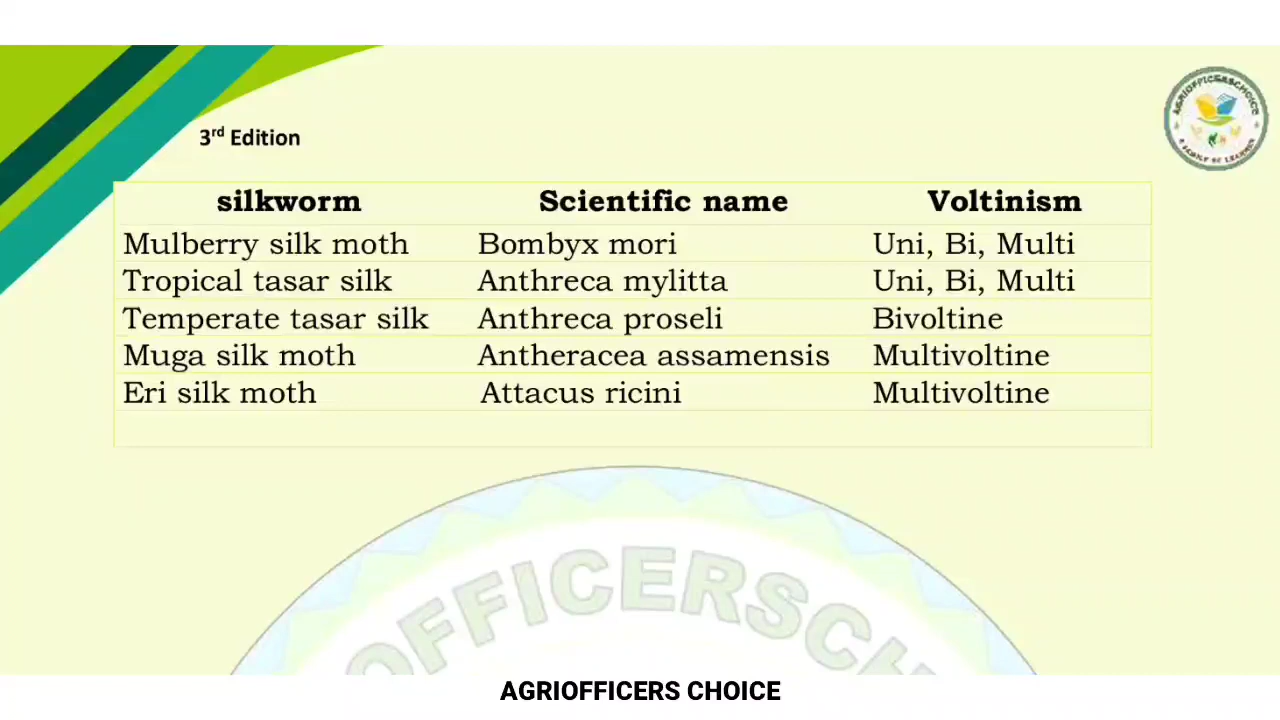 AGRIOFFICERSCHOICE
3rd Edition
silkworm Scientific name Voltinism
Mulberry silk moth Bombyx mori Uni, Bi, Multi
Tropical tasar silk Anthreca mylitta Uni, Bi, Multi
Temperate tasar silk Anthreca proseli Bivoltine
Muga silk moth Antheracea assamensis Multivoltine
Eri silk moth Attacus ricini Multivoltine
OFFICERSCH
AGRIOFFICERS CHOICE